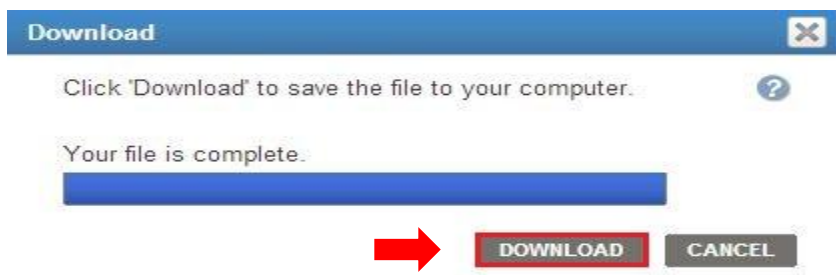 Download
Click 'Download' to save the file to your computer.
Your file is complete.
DOWNLOAD CANCEL